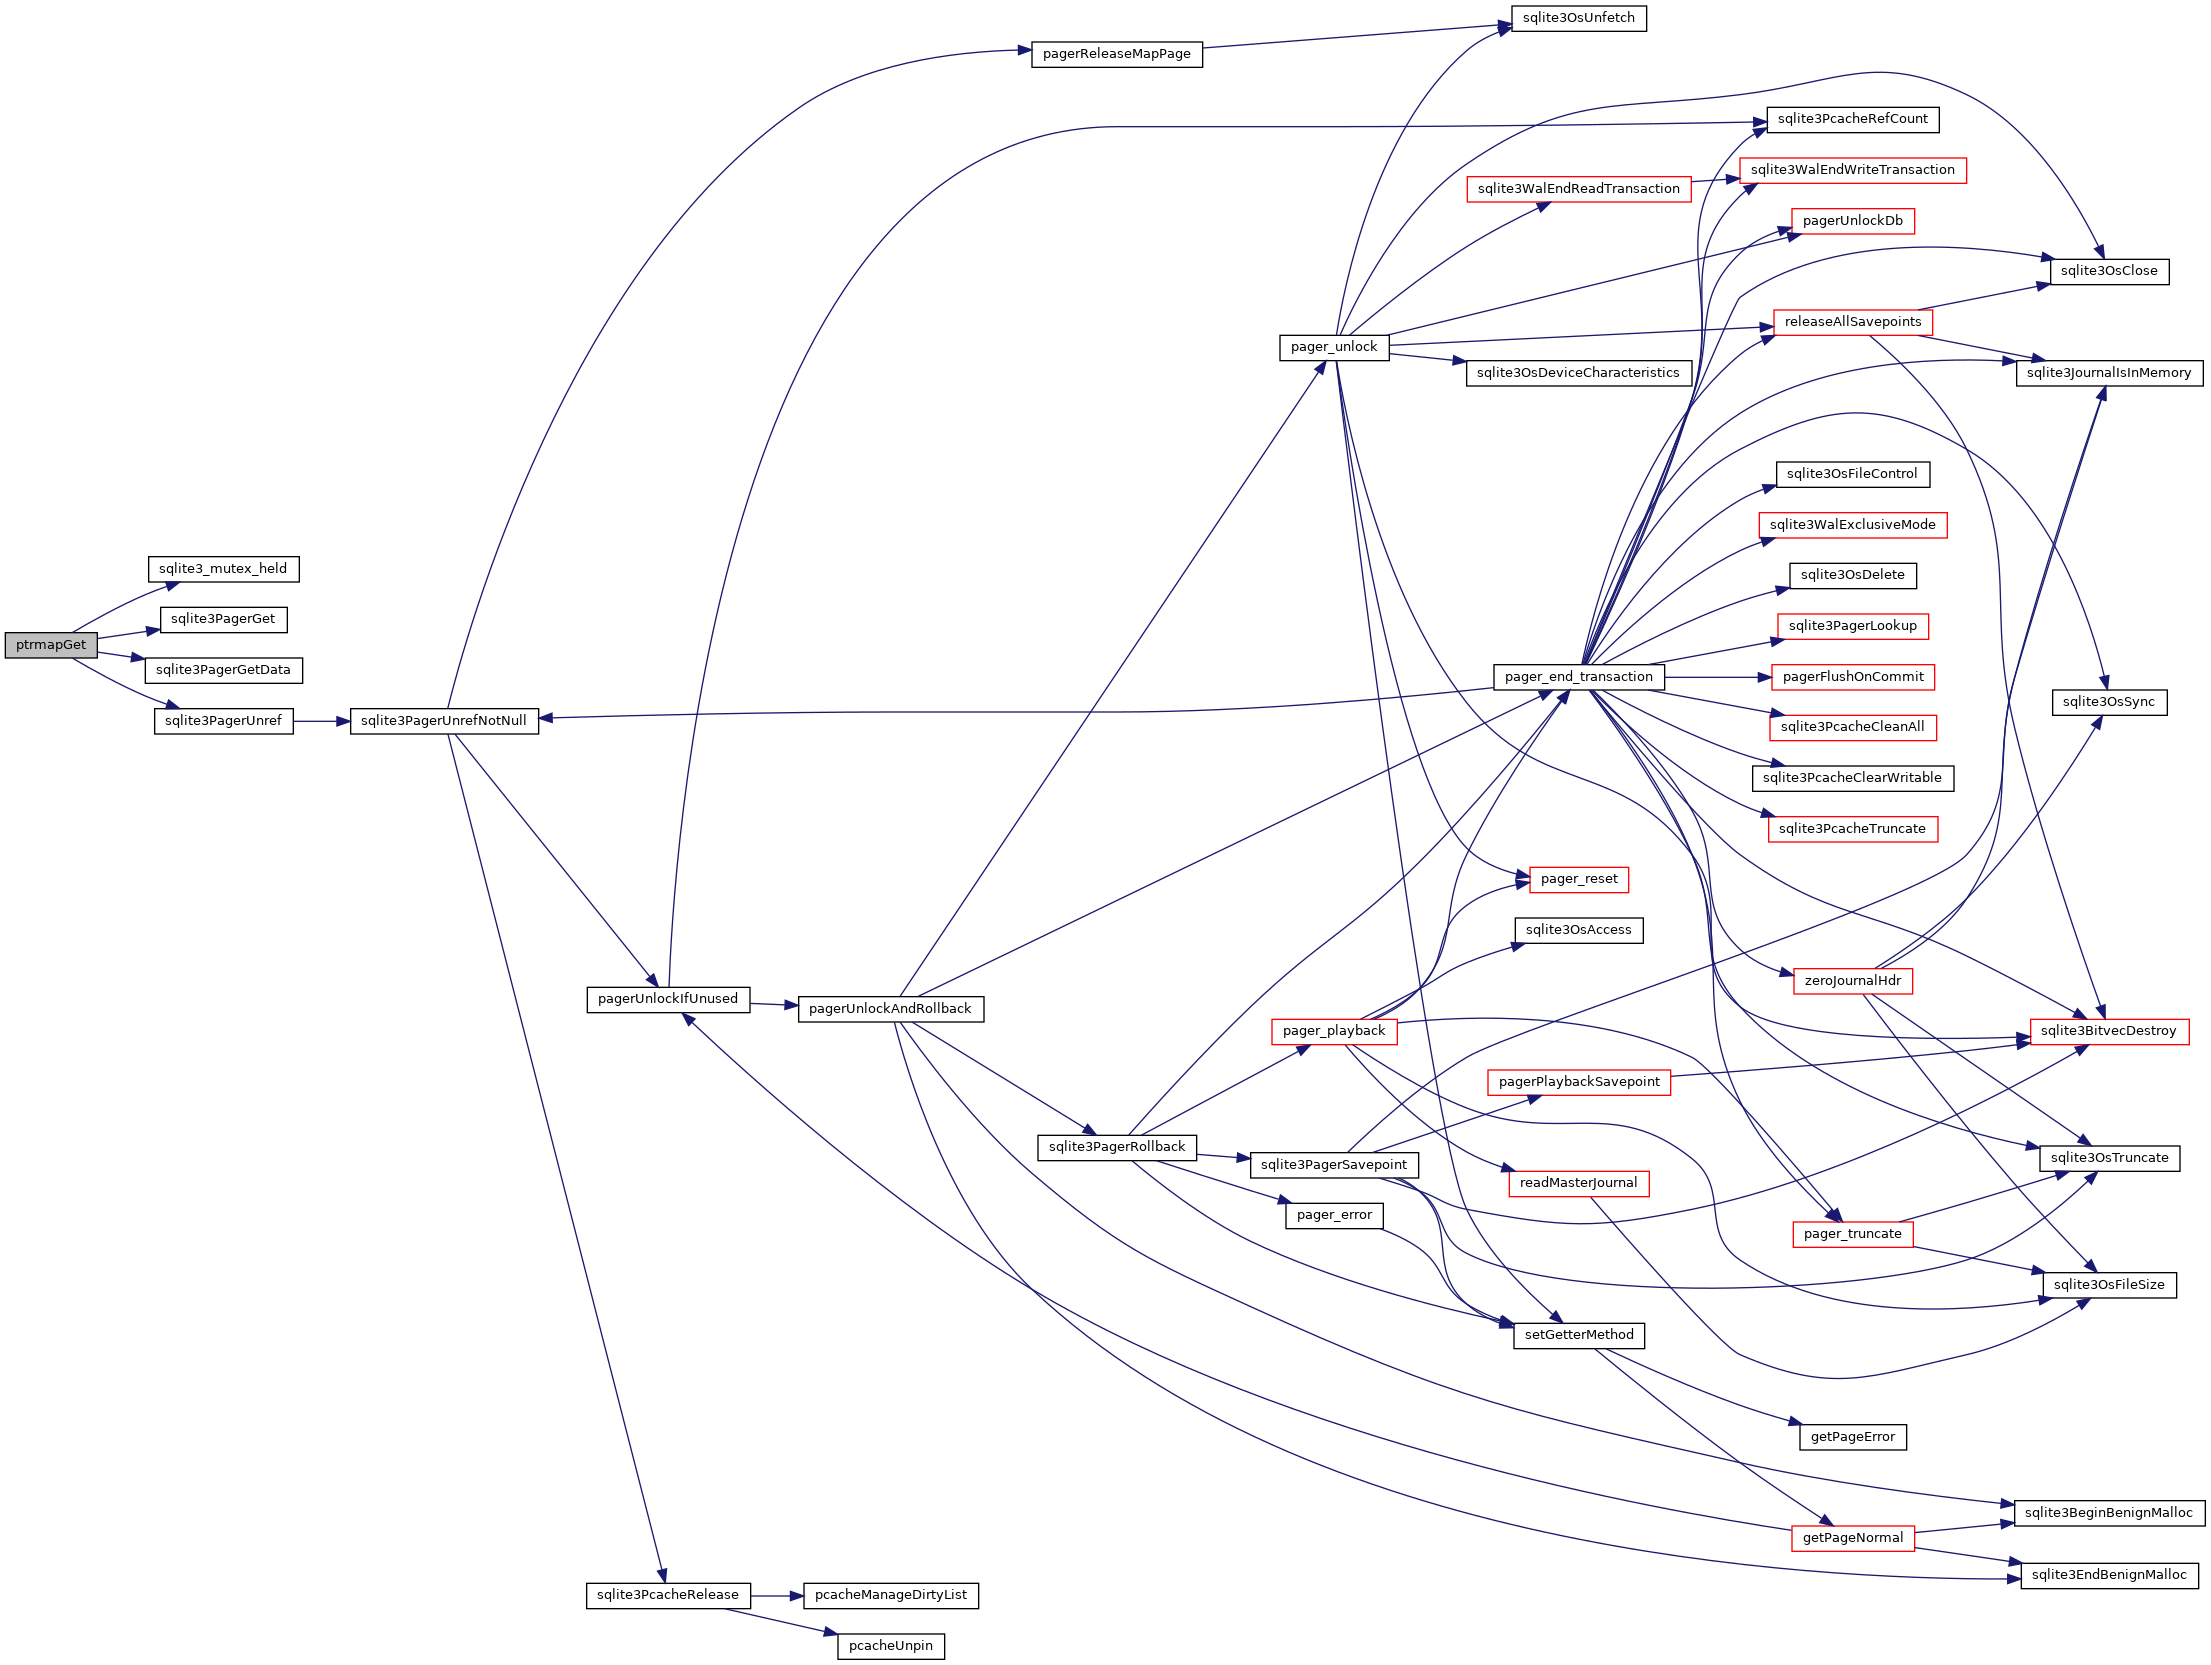 sqlite3OsUnfetch
pagerReleaseMapPage
sqlite3PcacheRefCount
sqlite3WalEndWriteTransaction
sqlite3WalEndReadTransaction
pagerUnlockDb
sqlite3OsClose
releaseAllSavepoints
pager_unlock
sqlite3OsDeviceCharacteristics
sqlite3JournalIsInMemory
sqlite3OsFileControl
sqlite3WalExclusiveMode
sqlite3_mutex_held
sqlite3OsDelete
sqlite3PagerGet
sqlite3PagerLookup
ptrmapGet
sqlite3PagerGetData
pager_end_transaction
pagerFlushOnCommit
sqlite3OsSync
sqlite3PagerUnref
sqlite3PagerUnrefNotNull
sqlite3PcacheCleanAll
sqlite3PcacheClearWritable
sqlite3PcacheTruncate
pager_reset
sqlite3OsAccess
zeroJournalHdr
pagerUnlockIfUnused
pagerUnlockAndRollback
pager_playback
sqlite3BitvecDestroy
pagerPlaybackSavepoint
sqlite3PagerRollback
sqlite3PagerSavepoint
sqlite3OsTruncate
readMasterJournal
pager_error
pager_truncate
sqlite3OsFileSize
setGetterMethod
getPageError
sqlite3BeginBenignMalloc
getPageNormal
sqlite3EndBenignMalloc
sqlite3PcacheRelease
pcacheManageDirtyList
pcacheUnpin